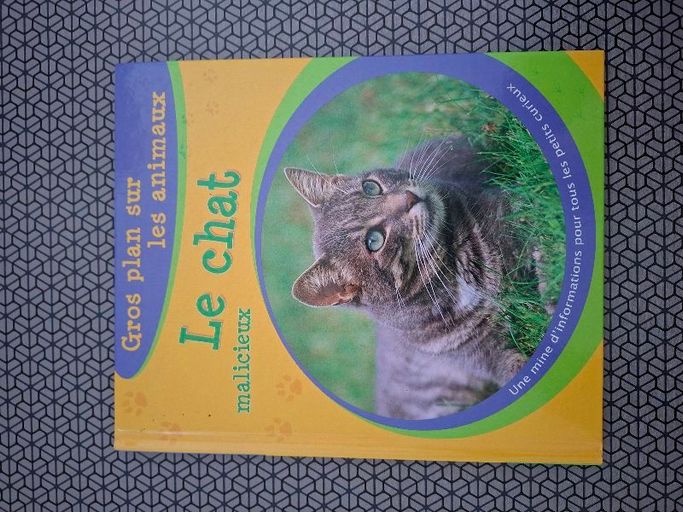 Gros plan sur
les animaux
Le chat
malicieux
Une mine d'informations pour tous les petits curieux